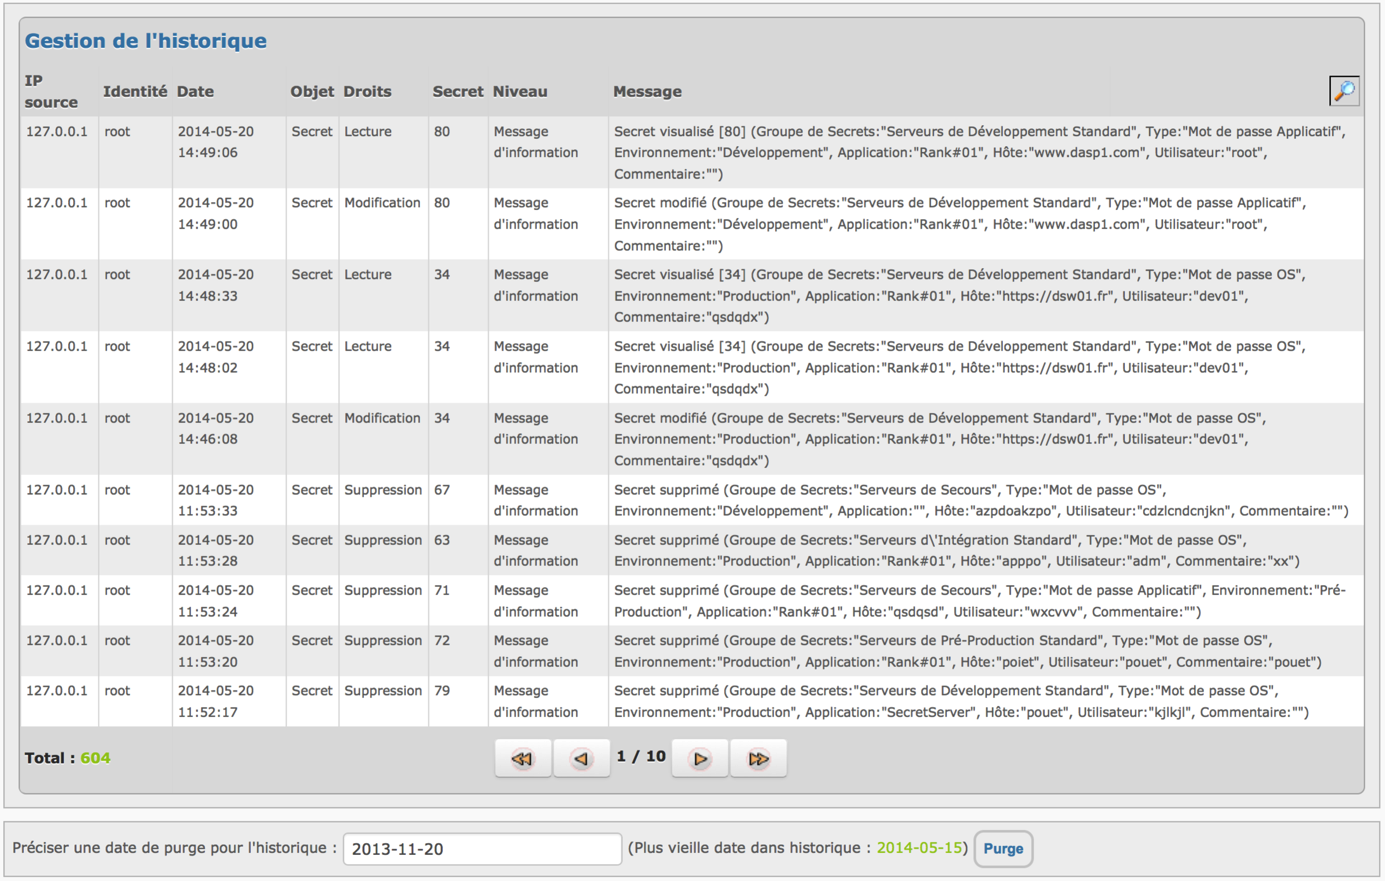 Gestion de l'historique
IP source Identité Date Objet Droits Secret Niveau Message
127.0.0.1 root 2014-05-20 Secret Lecture 80 Message Secret visualisé [80] (Groupe de Secrets:"Serveurs de Développement Standard", Type:"Mot de passe Applicatif",
14:49:06 d'information Environnement:"Développement", Application:"Rank#01", Hôte:"www.dasp1.com", Utilisateur:"root",
Commentaire:"")
127.0.0.1 root 2014-05-20 Secret Modification 80 Message Secret modifié (Groupe de Secrets:"Serveurs de Développement Standard", Type:"Mot de passe Applicatif",
14:49:00 d'information Environnement:"Développement", Application:"Rank#01", Hôte:"www.dasp1.com", Utilisateur:"root",
Commentaire:"")
127.0.0.1 root 2014-05-20 Secret Lecture 34 Message Secret visualisé [34] (Groupe de Secrets:"Serveurs de Développement Standard", Type:"Mot de passe OS",
14:48:33 d'information Environnement:"Production", Application:"Rank#01", Hôte:"https://dsw01.fr", Utilisateur:"dev01",
Commentaire:"qsdqdx")
127.0.0.1 root 2014-05-20 Secret Lecture 34 Message Secret visualisé [34] (Groupe de Secrets:"Serveurs de Développement Standard", Type:"Mot de passe OS",
14:48:02 d'information Environnement:"Production", Application:"Rank#01", Hôte:"https://dsw01.fr", Utilisateur:"dev01",
Commentaire:"qsdqdx")
127.0.0.1 root 2014-05-20 Secret Modification 34 Message Secret modifié (Groupe de Secrets:"Serveurs de Développement Standard", Type:"Mot de passe OS",
14:46:08 d'information Environnement:"Production", Application:"Rank#01", Hôte:"https://dsw01.fr", Utilisateur:"dev01",
Commentaire:"qsdqdx")
127.0.0.1 root 2014-05-20 Secret Suppression 67 Message Secret supprimé (Groupe de Secrets:"Serveurs de Secours", Type:"Mot de passe OS",
11:53:33 d'information Environnement:"Développement", Application:"", Hôte:"azpdoakzpo", Utilisateur:"cdzlcndcnjkn", Commentaire:"")
127.0.0.1 root 2014-05-20 Secret Suppression 63 Message Secret supprimé (Groupe de Secrets:"Serveurs d\'Intégration Standard", Type:"Mot de passe OS",
11:53:28 d'information Environnement:"Production", Application:"Rank#01", Hôte:"apppo", Utilisateur:"adm", Commentaire:"xx")
127.0.0.1 root 2014-05-20 Secret Suppression 71 Message Secret supprimé (Groupe de Secrets:"Serveurs de Secours", Type:"Mot de passe Applicatif", Environnement:"Pré-
11:53:24 d'information Production", Application:"Rank#01", Hôte:"qsdqsd", Utilisateur:"wxcvvv", Commentaire:"")
127.0.0.1 root 2014-05-20 Secret Suppression 72 Message Secret supprimé (Groupe de Secrets:"Serveurs de Pré-Production Standard", Type:"Mot de passe OS",
11:53:20 d'information Environnement:"Production", Application:"Rank#01", Hôte:"poiet", Utilisateur:"pouet", Commentaire:"pouet")
127.0.0.1 root 2014-05-20 Secret Suppression 79 Message Secret supprimé (Groupe de Secrets:"Serveurs de Développement Standard", Type:"Mot de passe OS",
11:52:17 d'information Environnement:"Production", Application:"SecretServer", Hôte:"pouet", Utilisateur:"kjlkjl", Commentaire:"")
Total : 604 1 / 10
Préciser une date de purge pour l'historique : 2013-11-20 (Plus vieille date dans historique : 2014-05-15) Purge